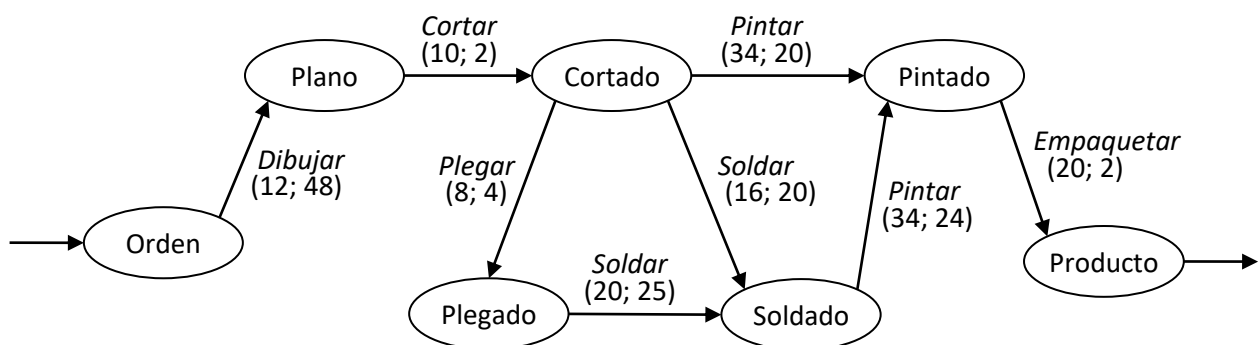 Cortar
(10; 2)
Pintar
(34; 20)
Plano
Cortado
Pintado
Dibujar
(12; 48)
Plegar
(8; 4)
Soldar
(16; 20)
Pintar
(34; 24)
Empaquetar
(20; 2)
Orden
Soldar
(20; 25)
Producto
Plegado
Soldado